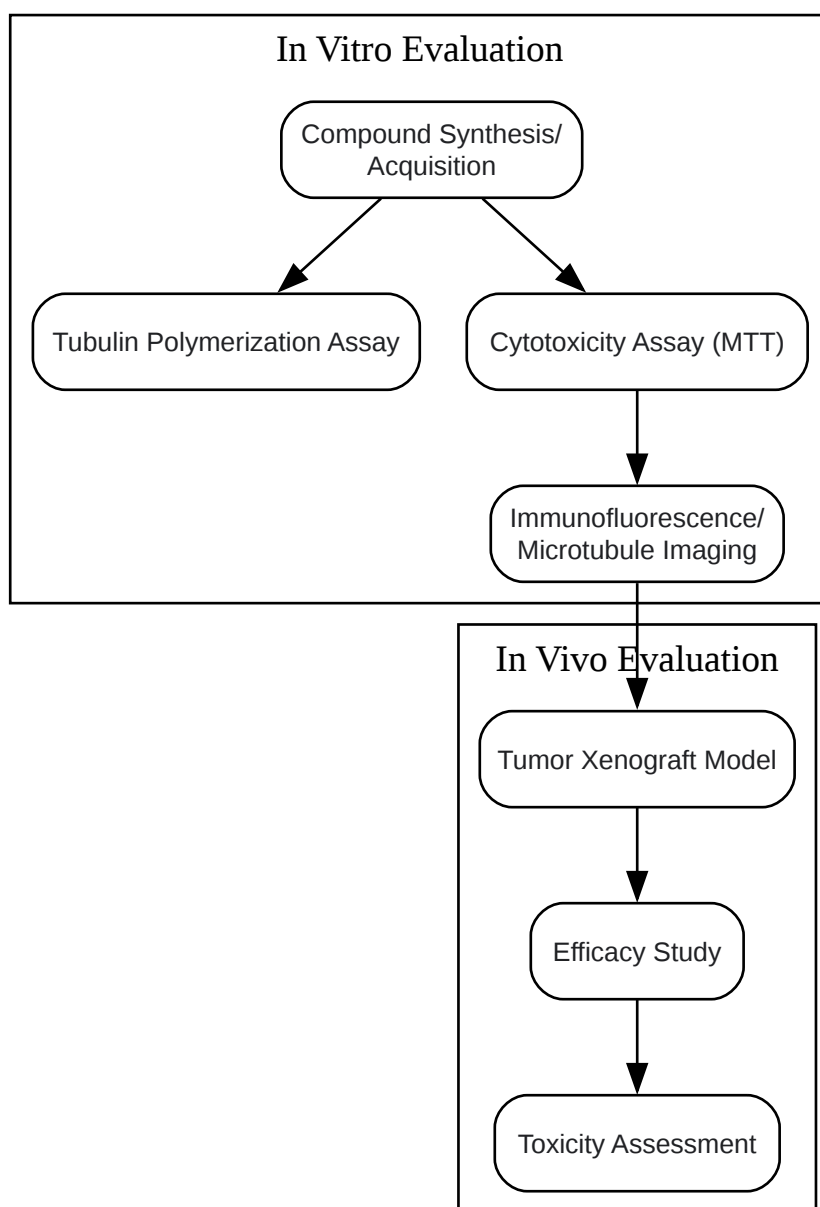 In Vitro Evaluation
Compound Synthesis/
Acquisition
Tubulin Polymerization Assay
Cytotoxicity Assay (MTT)
Immunofluorescence/
Microtubule Imaging
In Vivo Evaluation
Tumor Xenograft Model
Efficacy Study
Toxicity Assessment